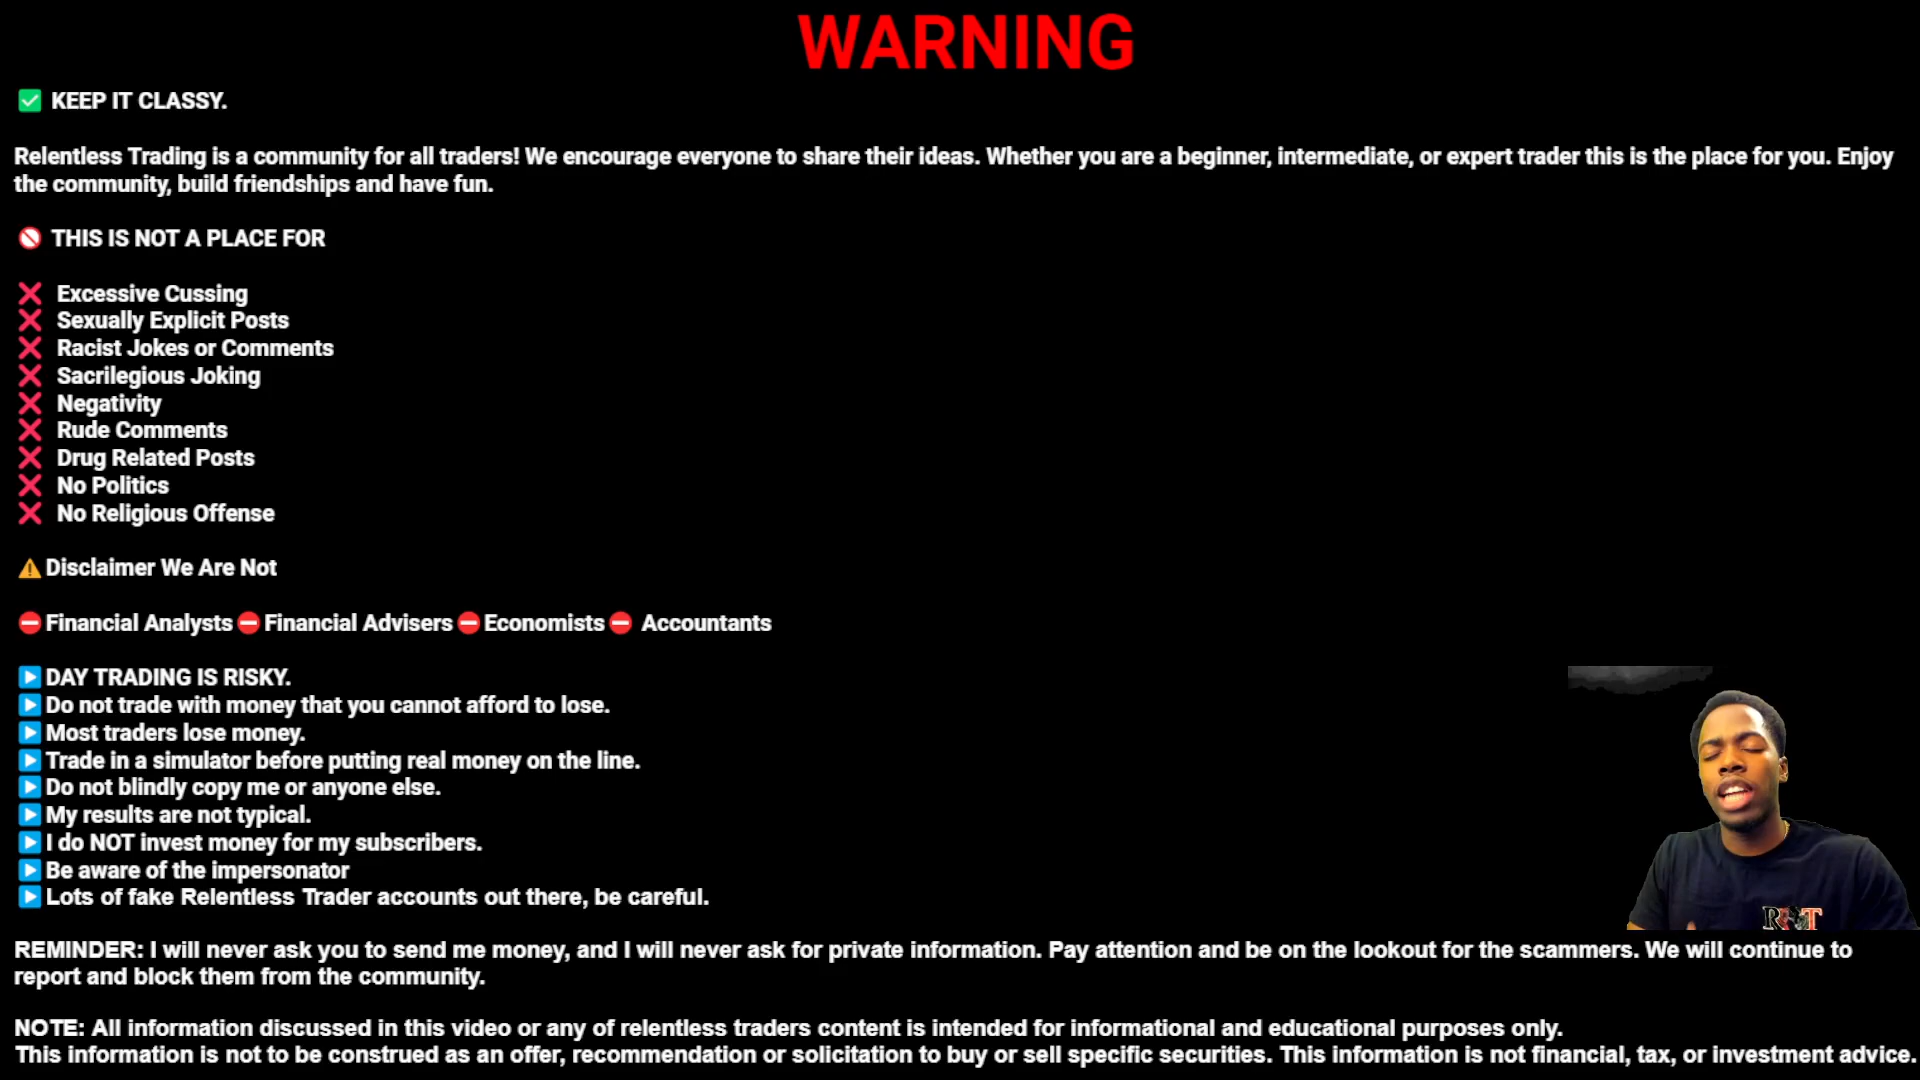 WARNING
✅ KEEP IT CLASSY.
Relentless Trading is a community for all traders! We encourage everyone to share their ideas. Whether you are a beginner, intermediate, or expert trader this is the place for you. Enjoy
the community, build friendships and have fun.
🚫 THIS IS NOT A PLACE FOR
❌ Excessive Cussing
❌ Sexually Explicit Posts
❌ Racist Jokes or Comments
❌ Sacrilegious Joking
❌ Negativity
❌ Rude Comments
❌ Drug Related Posts
❌ No Politics
❌ No Religious Offense
⚠️Disclaimer We Are Not
⛔Financial Analysts⛔Financial Advisers⛔Economists⛔ Accountants
▶️DAY TRADING IS RISKY.
▶️Do not trade with money that you cannot afford to lose.
▶️Most traders lose money.
▶️Trade in a simulator before putting real money on the line.
▶️Do not blindly copy me or anyone else.
▶️My results are not typical.
▶️I do NOT invest money for my subscribers.
▶️Be aware of the impersonator
▶️Lots of fake Relentless Trader accounts out there, be careful.
REMINDER: I will never ask you to send me money, and I will never ask for private information. Pay attention and be on the lookout for the scammers. We will continue to
report and block them from the community.
NOTE: All information discussed in this video or any of relentless traders content is intended for informational and educational purposes only.
This information is not to be construed as an offer, recommendation or solicitation to buy or sell specific securities. This information is not financial, tax, or investment advice.